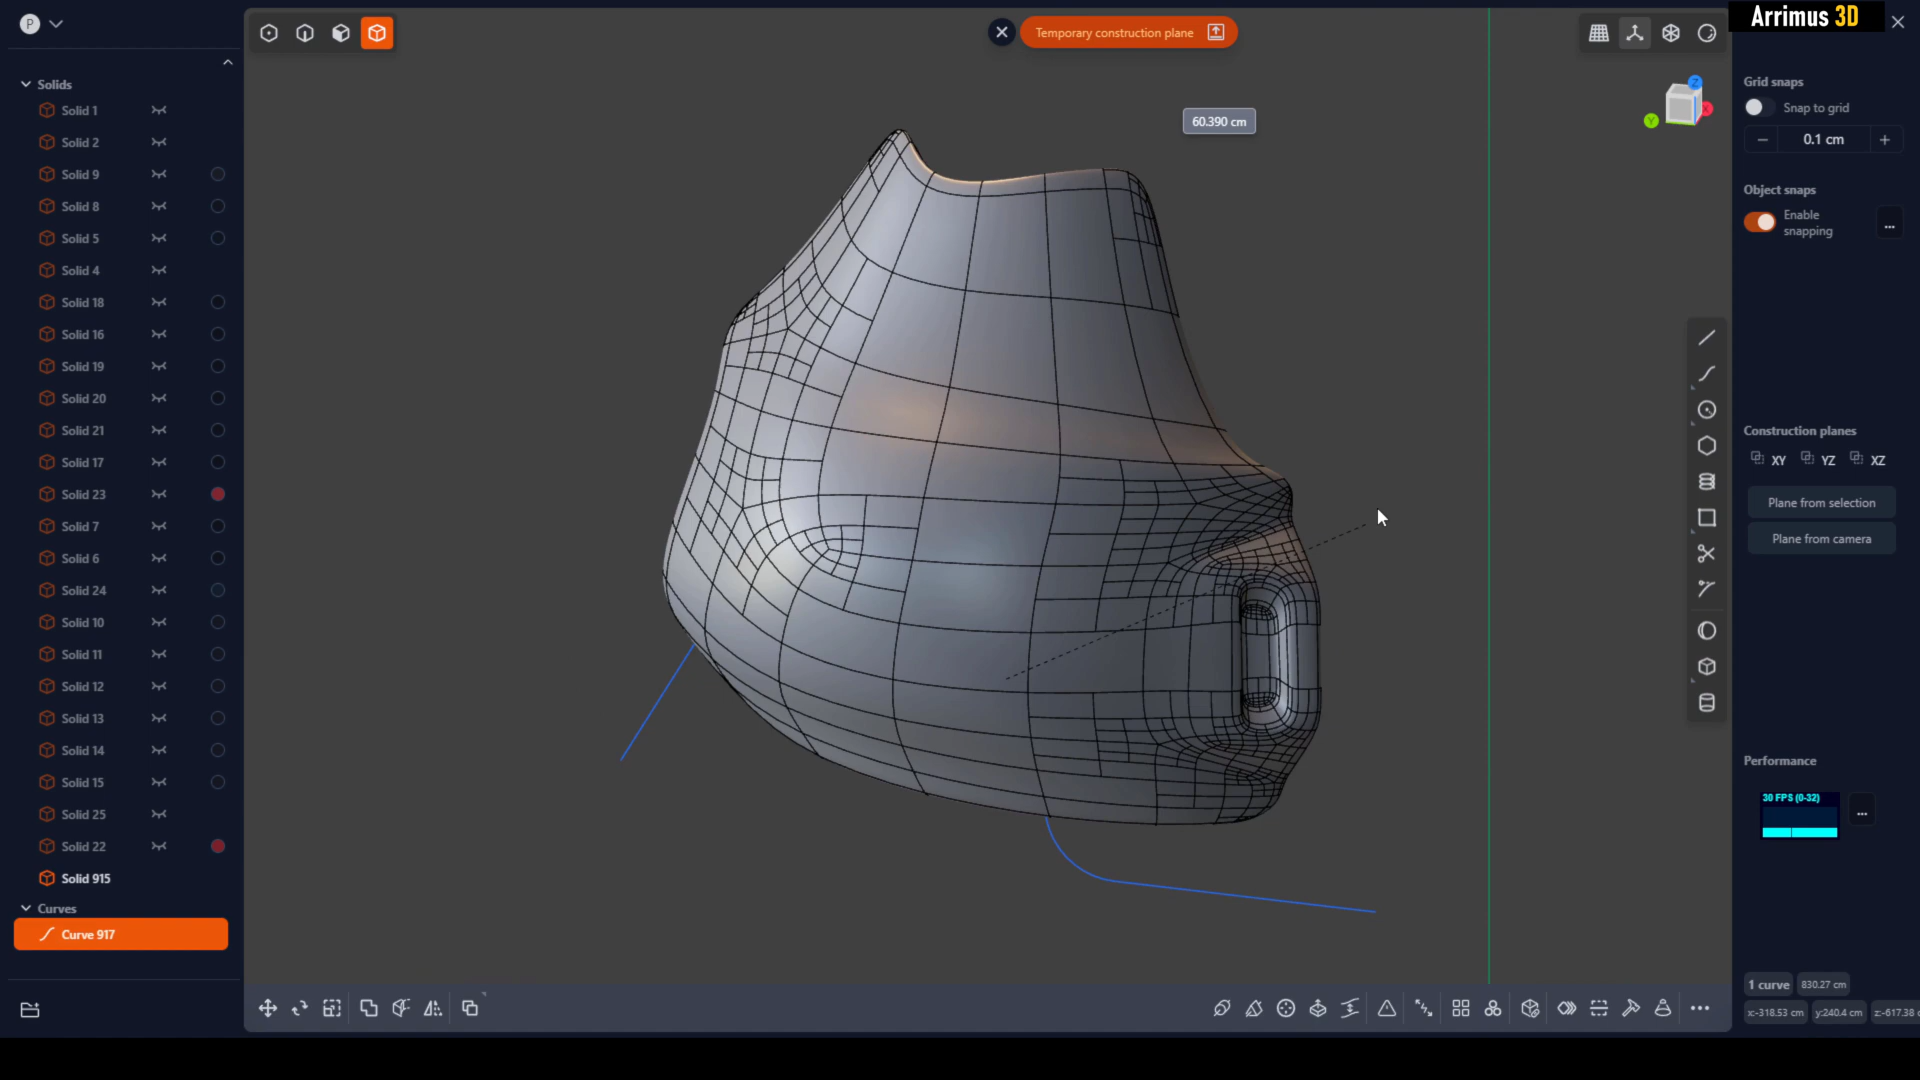 P
Arrimus 3D
Temporary construction plane
60.390 cm
Z
X
Y
Solids
Solid 1
Solid 2
Solid 9
Solid 8
Solid 5
Solid 4
Solid 18
Solid 16
Solid 19
Solid 20
Solid 21
Solid 17
Solid 23
Solid 7
Solid 6
Solid 24
Solid 10
Solid 11
Solid 12
Solid 13
Solid 14
Solid 15
Solid 25
Solid 22
Solid 915
Curves
Curve 917
Grid snaps
Snap to grid
0.1 cm
Object snaps
Enable
snapping
...
Construction planes
XY YZ XZ
Plane from selection
Plane from camera
Performance
30 FPS (0-32)
...
1 curve 830.27 cm
x:-318.53 cm y:240.4 cm z:-617.38 c